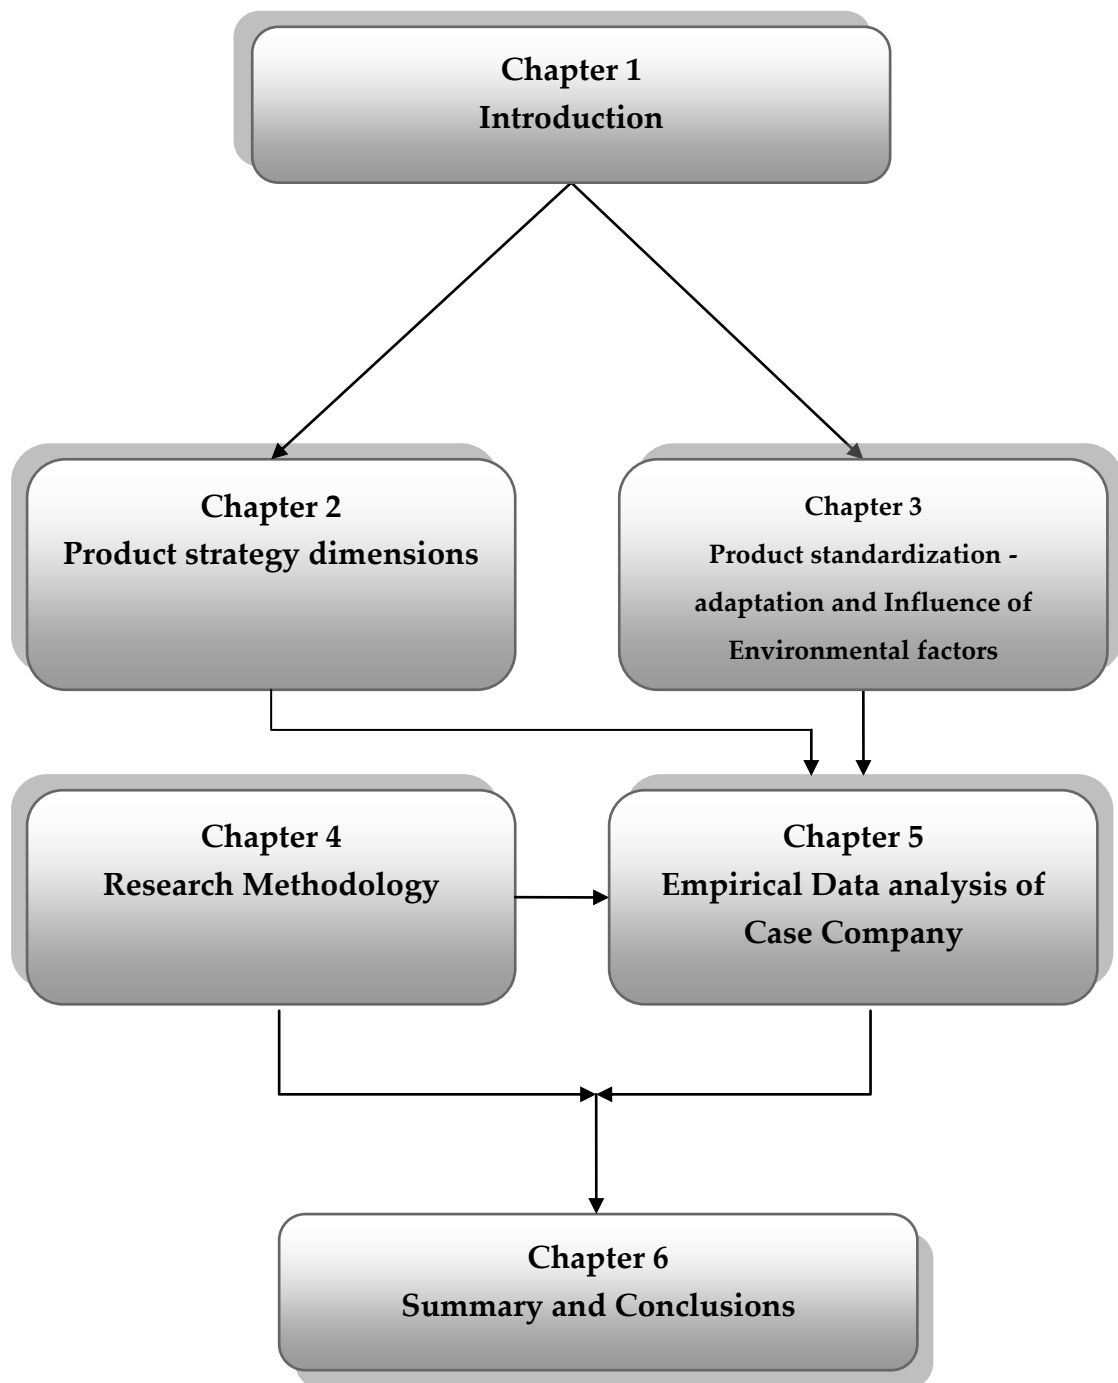 Chapter 1
Introduction
Chapter 2
Product strategy dimensions
Chapter 3
Product standardization -
adaptation and Influence of
Environmental factors
Chapter 4
Research Methodology
Chapter 5
Empirical Data analysis of
Case Company
Chapter 6
Summary and Conclusions